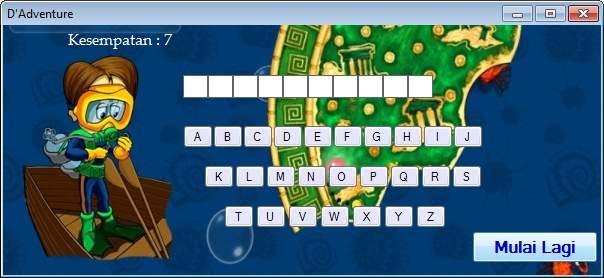 D'Adventure
Kesempatan : 7
A B C D E F G H I J
K L M N O P Q R S
T U V W X Y Z
Mulai Lagi